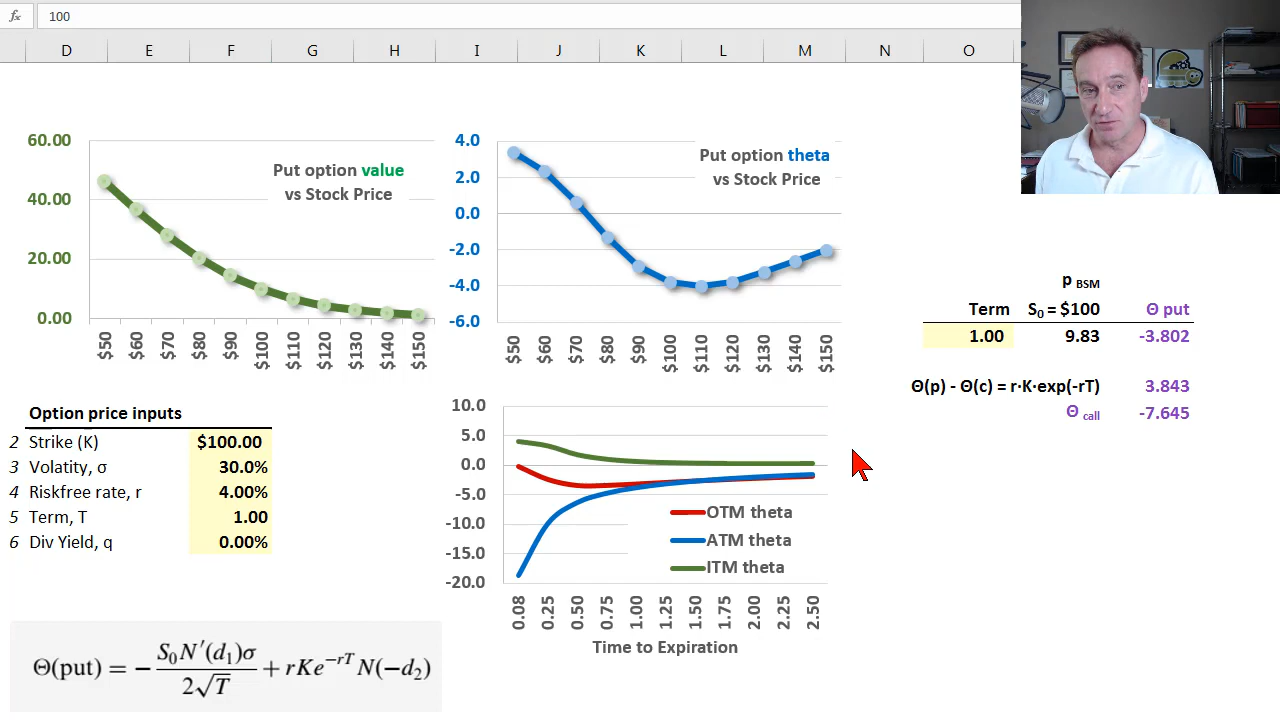 fx 100
D E F G H I J K L M N O
60.00
40.00
20.00
0.00
Put option value
vs Stock Price
$50 $60 $70 $80 $90 $100 $110 $120 $130 $140 $150
4.0
2.0
0.0
-2.0
-4.0
-6.0
Put option theta
vs Stock Price
$50 $60 $70 $80 $90 $100 $110 $120 $130 $140 $150
p BSM
Term S₀ = $100 Θ put
1.00 9.83 -3.802
Θ(p) - Θ(c) = r·K·exp(-rT) 3.843
Θ call -7.645
Option price inputs
2 Strike (K) $100.00
3 Volatity, σ 30.0%
4 Riskfree rate, r 4.00%
5 Term, T 1.00
6 Div Yield, q 0.00%
10.0
5.0
0.0
-5.0
-10.0
-15.0
-20.0
OTM theta
ATM theta
ITM theta
0.08 0.25 0.50 0.75 1.00 1.25 1.50 1.75 2.00 2.25 2.50
Time to Expiration
Θ(put) = − S₀N′(d₁)σ / 2√T + rKe^−rT N(−d₂)